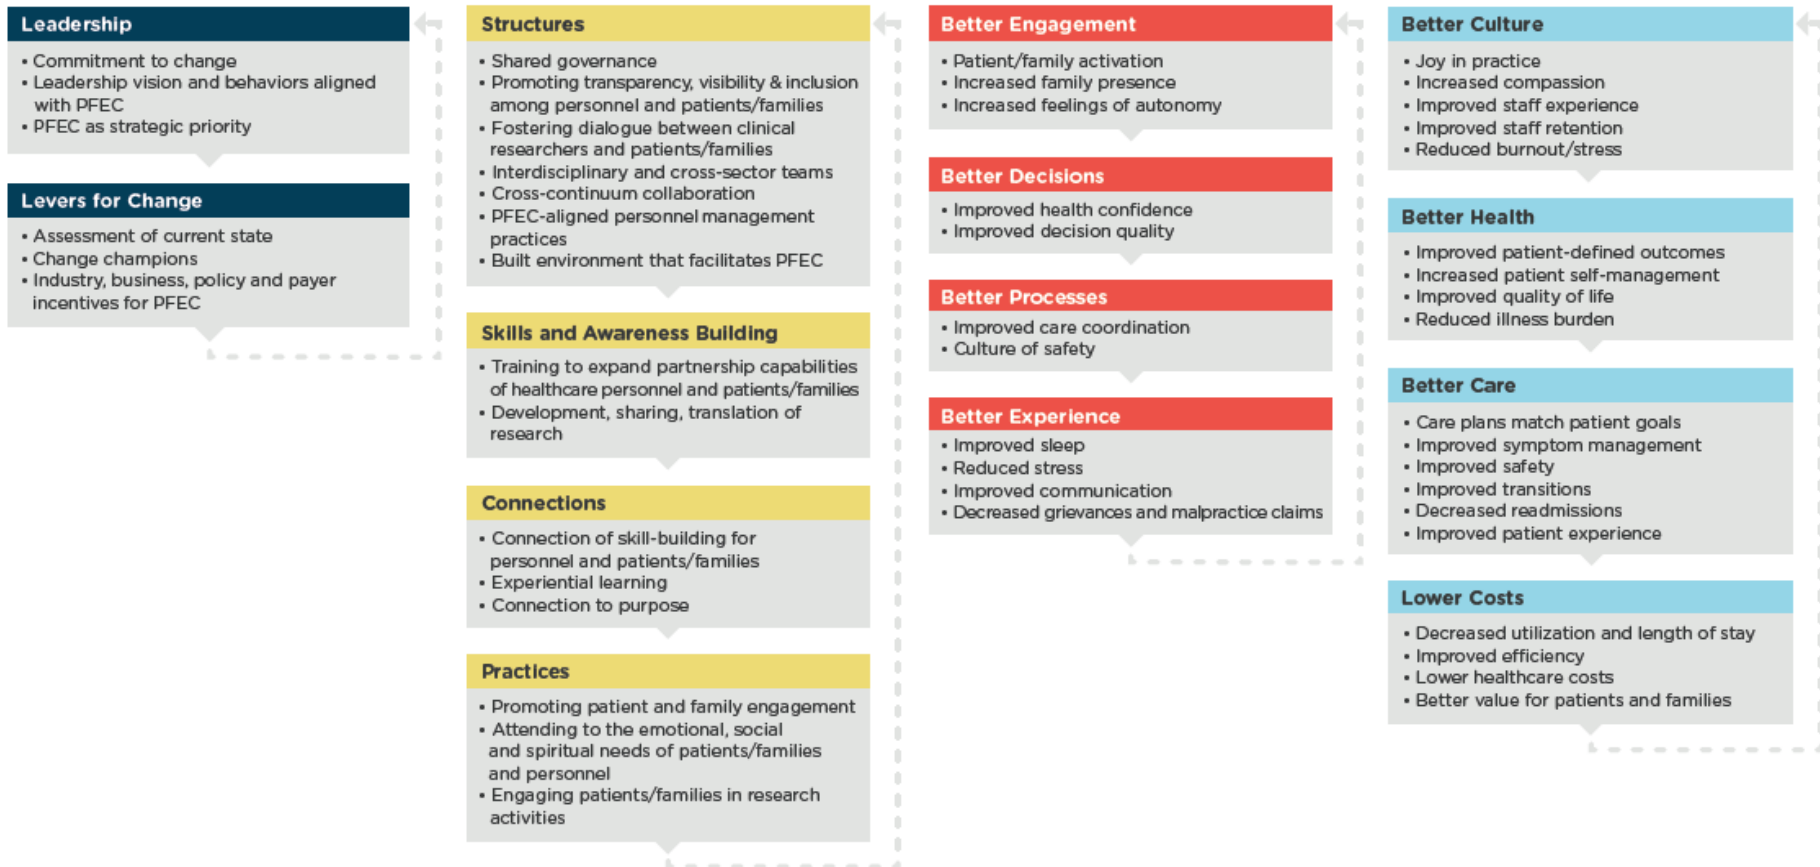 Leadership
• Commitment to change
• Leadership vision and behaviors aligned
with PFEC
• PFEC as strategic priority
Levers for Change
• Assessment of current state
• Change champions
• Industry, business, policy and payer
incentives for PFEC
Structures
• Shared governance
• Promoting transparency, visibility & inclusion
among personnel and patients/families
• Fostering dialogue between clinical
researchers and patients/families
• Interdisciplinary and cross-sector teams
• Cross-continuum collaboration
• PFEC-aligned personnel management
practices
• Built environment that facilitates PFEC
Skills and Awareness Building
• Training to expand partnership capabilities
of healthcare personnel and patients/families
• Development, sharing, translation of
research
Connections
• Connection of skill-building for
personnel and patients/families
• Experiential learning
• Connection to purpose
Practices
• Promoting patient and family engagement
• Attending to the emotional, social
and spiritual needs of patients/families
and personnel
• Engaging patients/families in research
activities
Better Engagement
• Patient/family activation
• Increased family presence
• Increased feelings of autonomy
Better Decisions
• Improved health confidence
• Improved decision quality
Better Processes
• Improved care coordination
• Culture of safety
Better Experience
• Improved sleep
• Reduced stress
• Improved communication
• Decreased grievances and malpractice claims
Better Culture
• Joy in practice
• Increased compassion
• Improved staff experience
• Improved staff retention
• Reduced burnout/stress
Better Health
• Improved patient-defined outcomes
• Increased patient self-management
• Improved quality of life
• Reduced illness burden
Better Care
• Care plans match patient goals
• Improved symptom management
• Improved safety
• Improved transitions
• Decreased readmissions
• Improved patient experience
Lower Costs
• Decreased utilization and length of stay
• Improved efficiency
• Lower healthcare costs
• Better value for patients and families